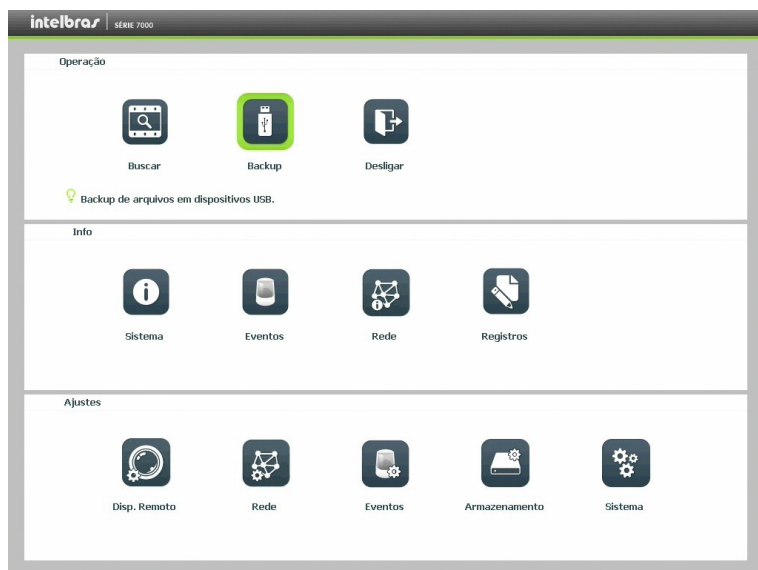 intelbras SÉRIE 7000
Operação
Buscar Backup Desligar
Backup de arquivos em dispositivos USB.
Info
Sistema Eventos Rede Registros
Ajustes
Disp. Remoto Rede Eventos Armazenamento Sistema